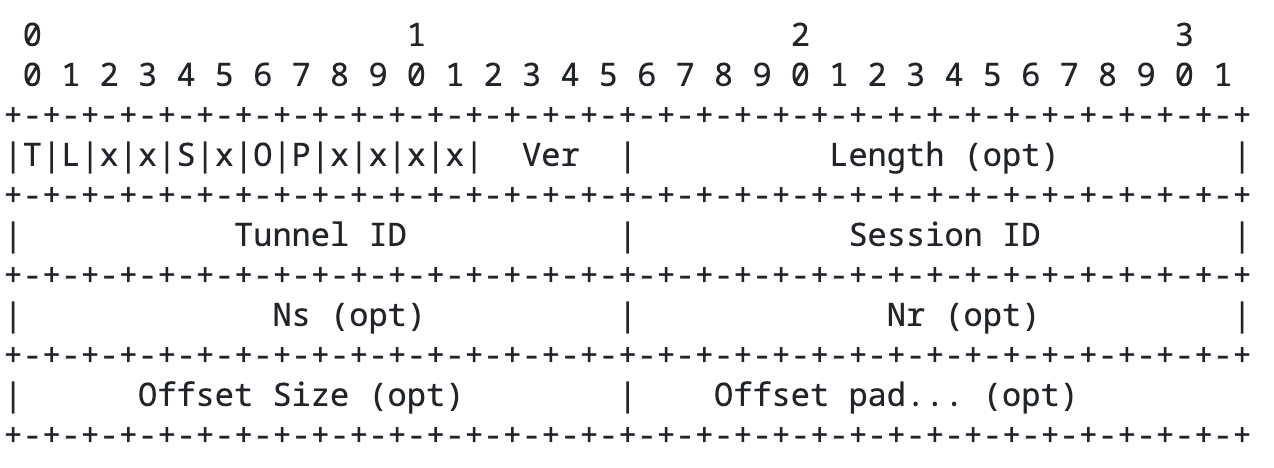 0                   1                   2                   3
 0 1 2 3 4 5 6 7 8 9 0 1 2 3 4 5 6 7 8 9 0 1 2 3 4 5 6 7 8 9 0 1
+-+-+-+-+-+-+-+-+-+-+-+-+-+-+-+-+-+-+-+-+-+-+-+-+-+-+-+-+-+-+-+-+
|T|L|x|x|S|x|O|P|x|x|x|x|  Ver  |          Length (opt)         |
+-+-+-+-+-+-+-+-+-+-+-+-+-+-+-+-+-+-+-+-+-+-+-+-+-+-+-+-+-+-+-+-+
|           Tunnel ID           |           Session ID          |
+-+-+-+-+-+-+-+-+-+-+-+-+-+-+-+-+-+-+-+-+-+-+-+-+-+-+-+-+-+-+-+-+
|             Ns (opt)          |             Nr (opt)          |
+-+-+-+-+-+-+-+-+-+-+-+-+-+-+-+-+-+-+-+-+-+-+-+-+-+-+-+-+-+-+-+-+
|      Offset Size (opt)        |    Offset pad... (opt)
+-+-+-+-+-+-+-+-+-+-+-+-+-+-+-+-+-+-+-+-+-+-+-+-+-+-+-+-+-+-+-+-+